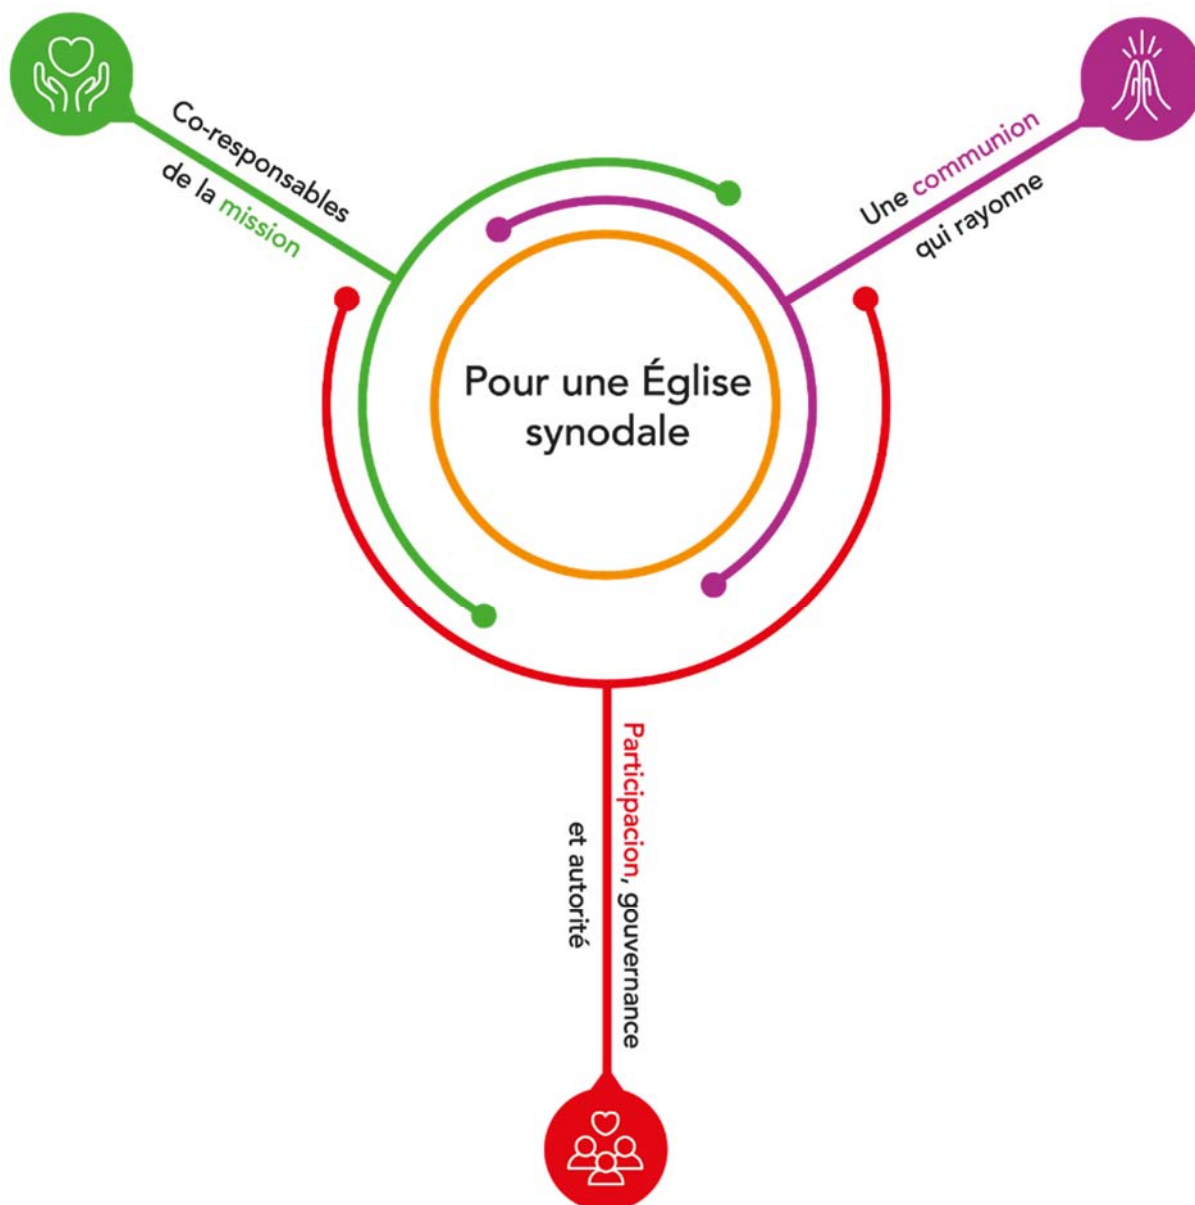 Co-responsables
de la mission
Une communion
qui rayonne
Pour une Église
synodale
Participacion, gouvernance
et autorité